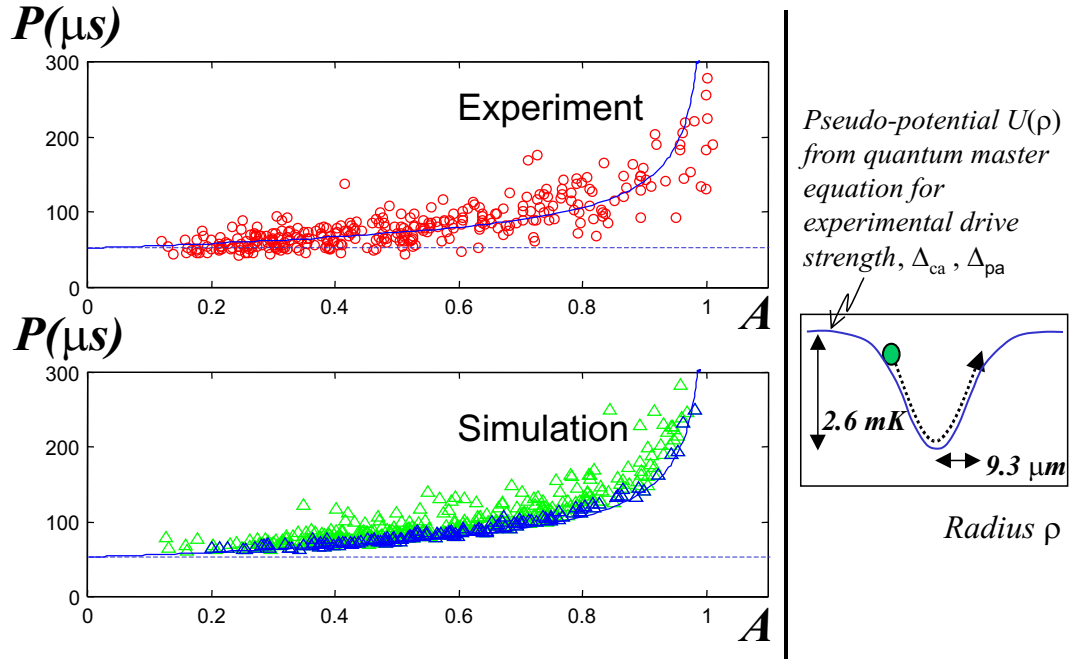 P(μs)
300
200
100
0
Experiment
0
0.2
0.4
0.6
0.8
1
A
P(μs)
300
200
100
0
Simulation
0
0.2
0.4
0.6
0.8
1
A
Pseudo-potential U(ρ)
from quantum master
equation for
experimental drive
strength, Δca , Δpa
2.6 mK
9.3 μm
Radius ρ